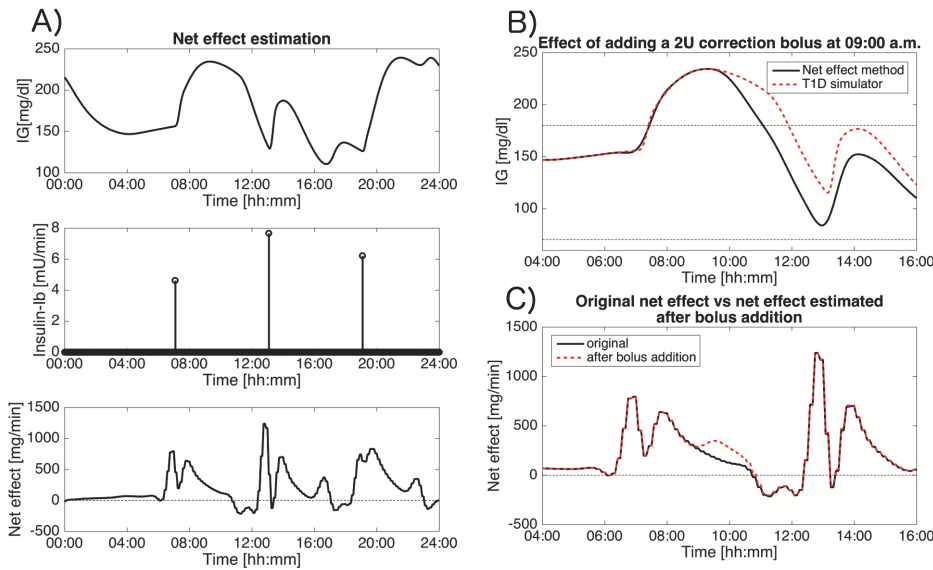 A)
Net effect estimation
IG[mg/dl]
250
200
150
100
00:00 04:00 08:00 12:00 16:00 20:00 24:00
Time [hh:mm]
Insulin-Ib [mU/min]
8
6
4
2
0
00:00 04:00 08:00 12:00 16:00 20:00 24:00
Time [hh:mm]
Net effect [mg/min]
1500
1000
500
0
-500
00:00 04:00 08:00 12:00 16:00 20:00 24:00
Time [hh:mm]
B)
Effect of adding a 2U correction bolus at 09:00 a.m.
Net effect method
T1D simulator
IG [mg/dl]
250
200
150
100
04:00 06:00 08:00 10:00 12:00 14:00 16:00
Time [hh:mm]
C)
Original net effect vs net effect estimated
after bolus addition
original
after bolus addition
Net effect [mg/min]
1500
1000
500
0
-500
04:00 06:00 08:00 10:00 12:00 14:00 16:00
Time [hh:mm]